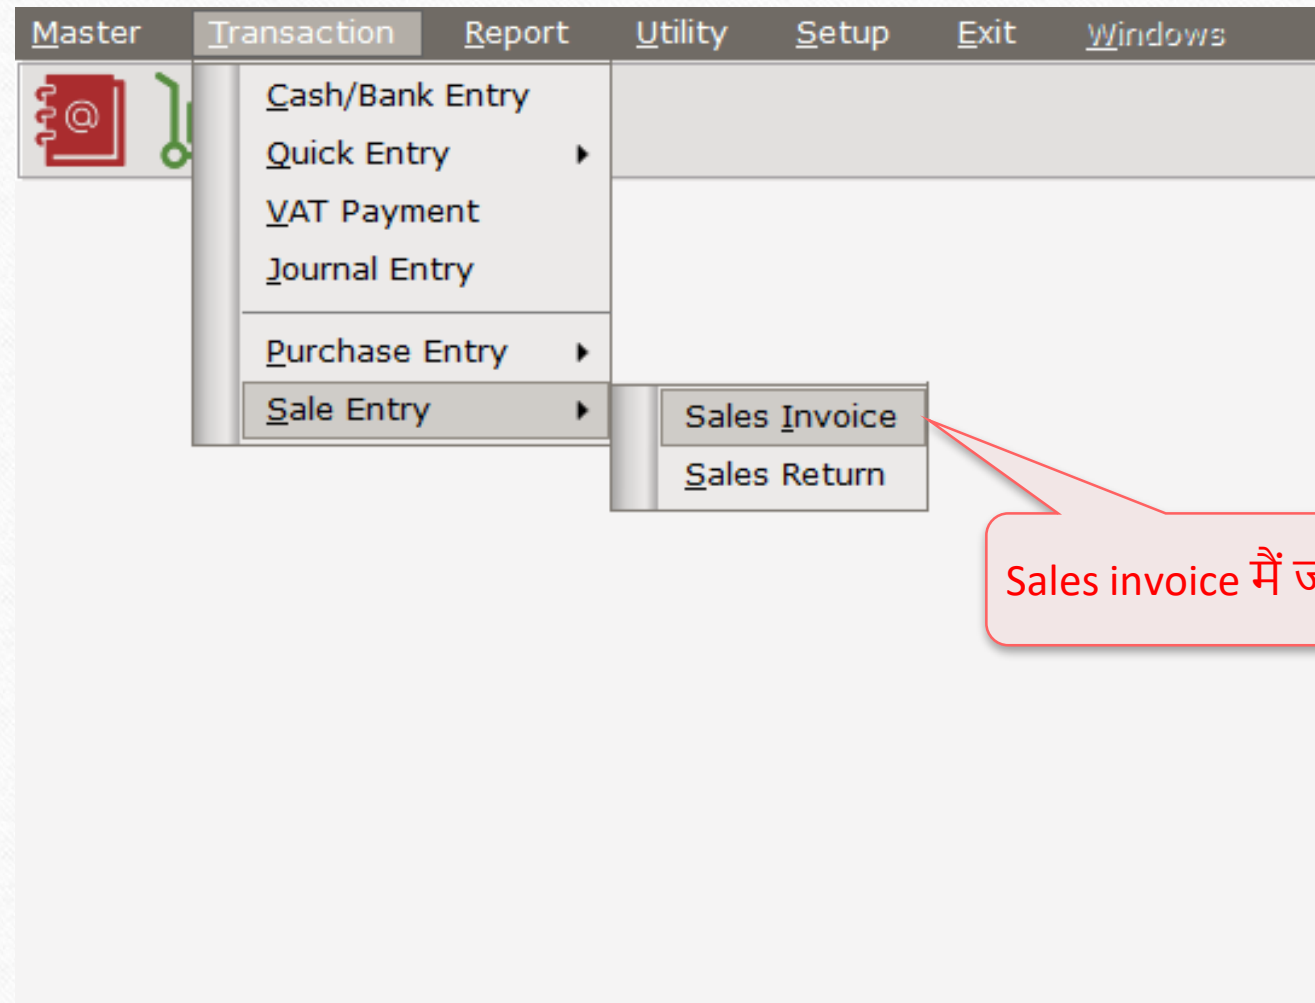 Master Transaction Report Utility Setup Exit Windows
@
Cash/Bank Entry
Quick Entry
VAT Payment
Journal Entry
Purchase Entry
Sale Entry
Sales Invoice
Sales Return
Sales invoice मैं